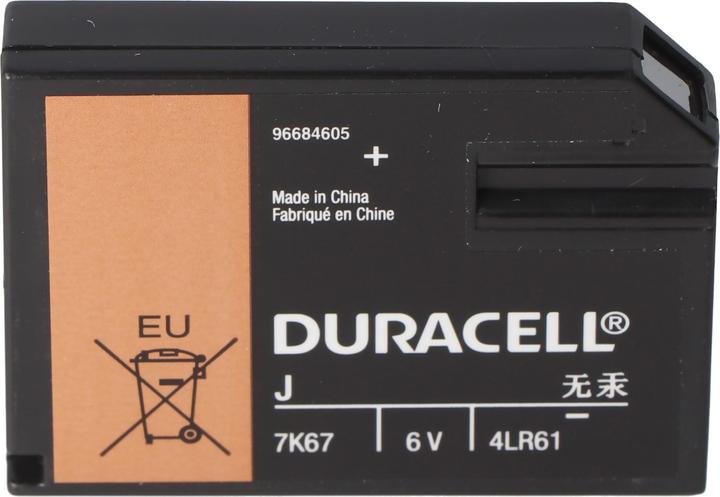 96684605
+
Made in China
Fabriqué en Chine
EU
DURACELL®
J 无汞
−
7K67 | 6 V | 4LR61